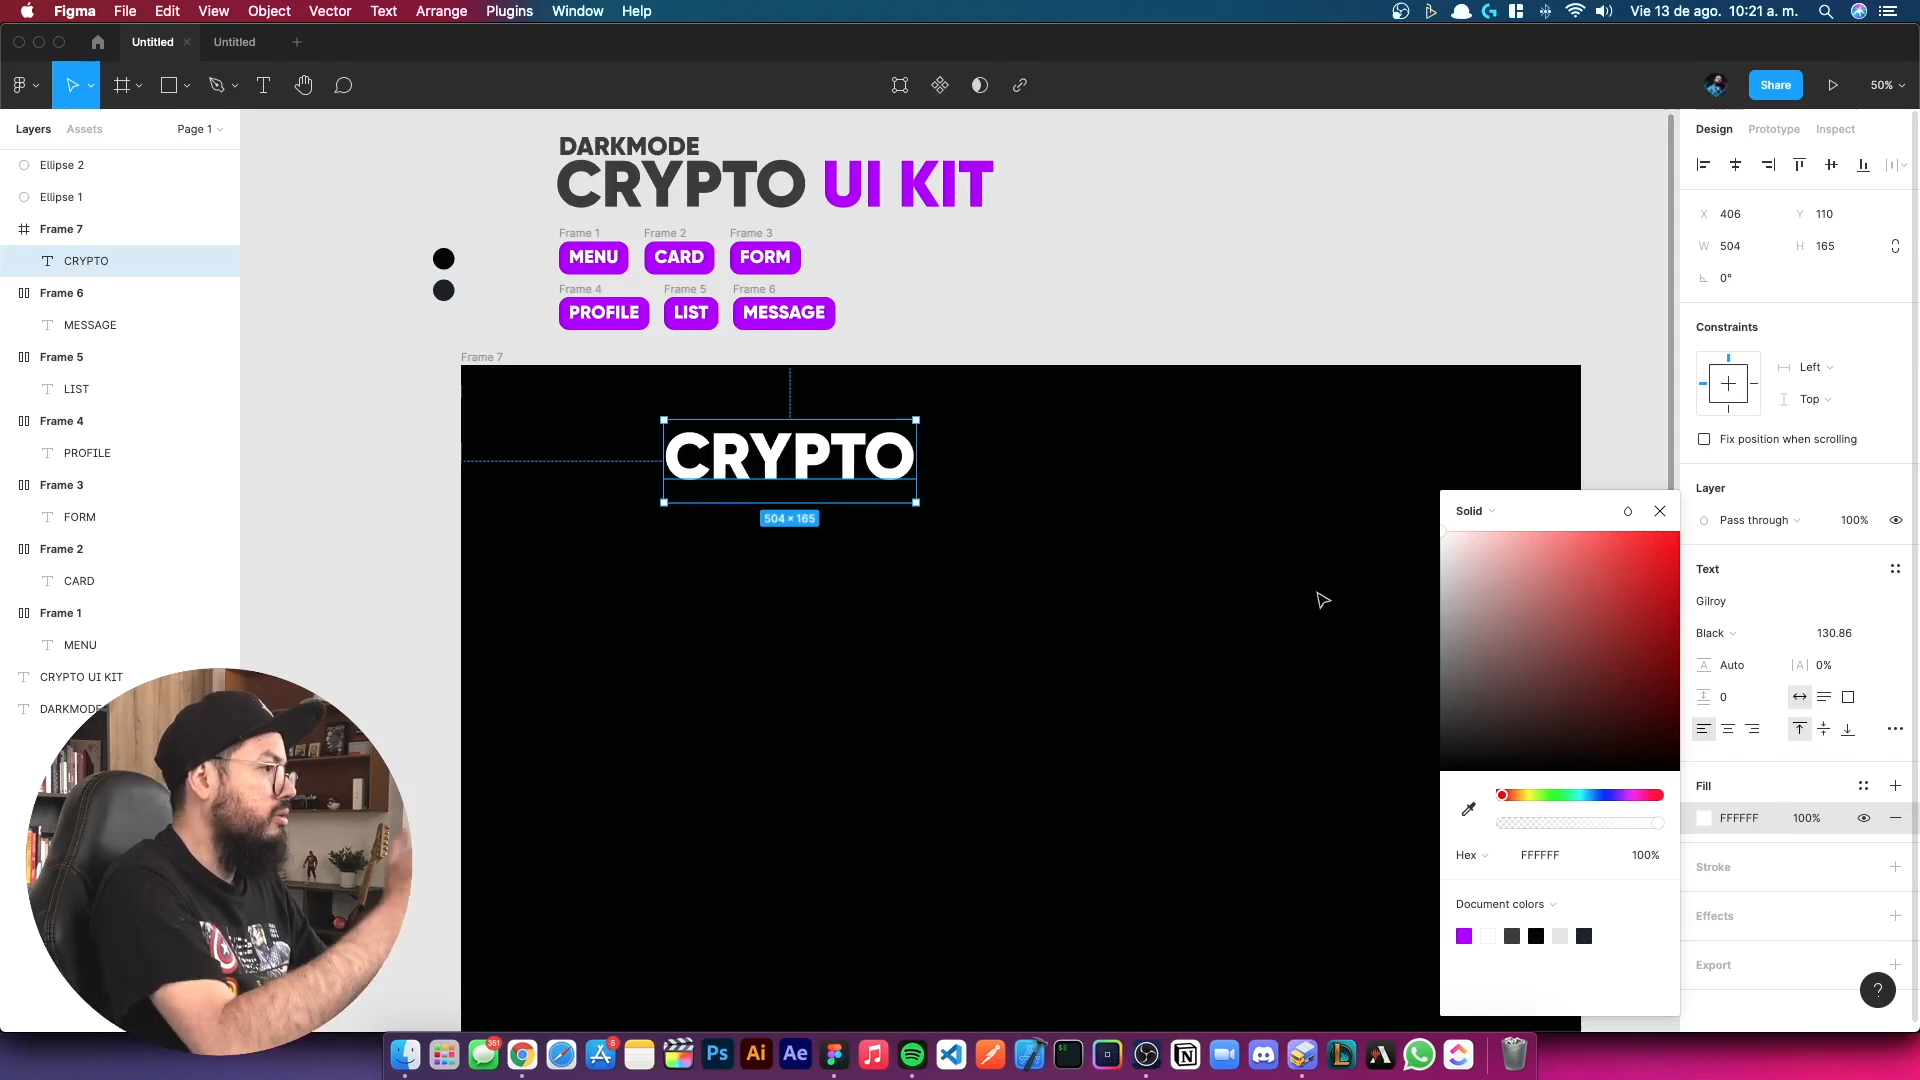 Figma File Edit View Object Vector Text Arrange Plugins Window Help
Vie 13 de ago. 10:21 a. m.
Untitled
Untitled
Share
50%
Layers
Assets
Page 1
Ellipse 2
Ellipse 1
Frame 7
CRYPTO
Frame 6
MESSAGE
Frame 5
LIST
Frame 4
PROFILE
Frame 3
FORM
Frame 2
CARD
Frame 1
MENU
CRYPTO UI KIT
DARKMODE
DARKMODE
CRYPTO UI KIT
Frame 1
Frame 2
Frame 3
MENU
CARD
FORM
Frame 4
Frame 5
Frame 6
PROFILE
LIST
MESSAGE
Frame 7
CRYPTO
504 × 165
Solid
Hex
FFFFFF
100%
Document colors
Design
Prototype
Inspect
X 406
Y 110
W 504
H 165
0°
Constraints
Left
Top
Fix position when scrolling
Layer
Pass through
100%
Text
Gilroy
Black
130.86
A Auto
|A| 0%
0
Fill
FFFFFF
100%
Stroke
Effects
Export
?
351
5
Ps
Ai
Ae